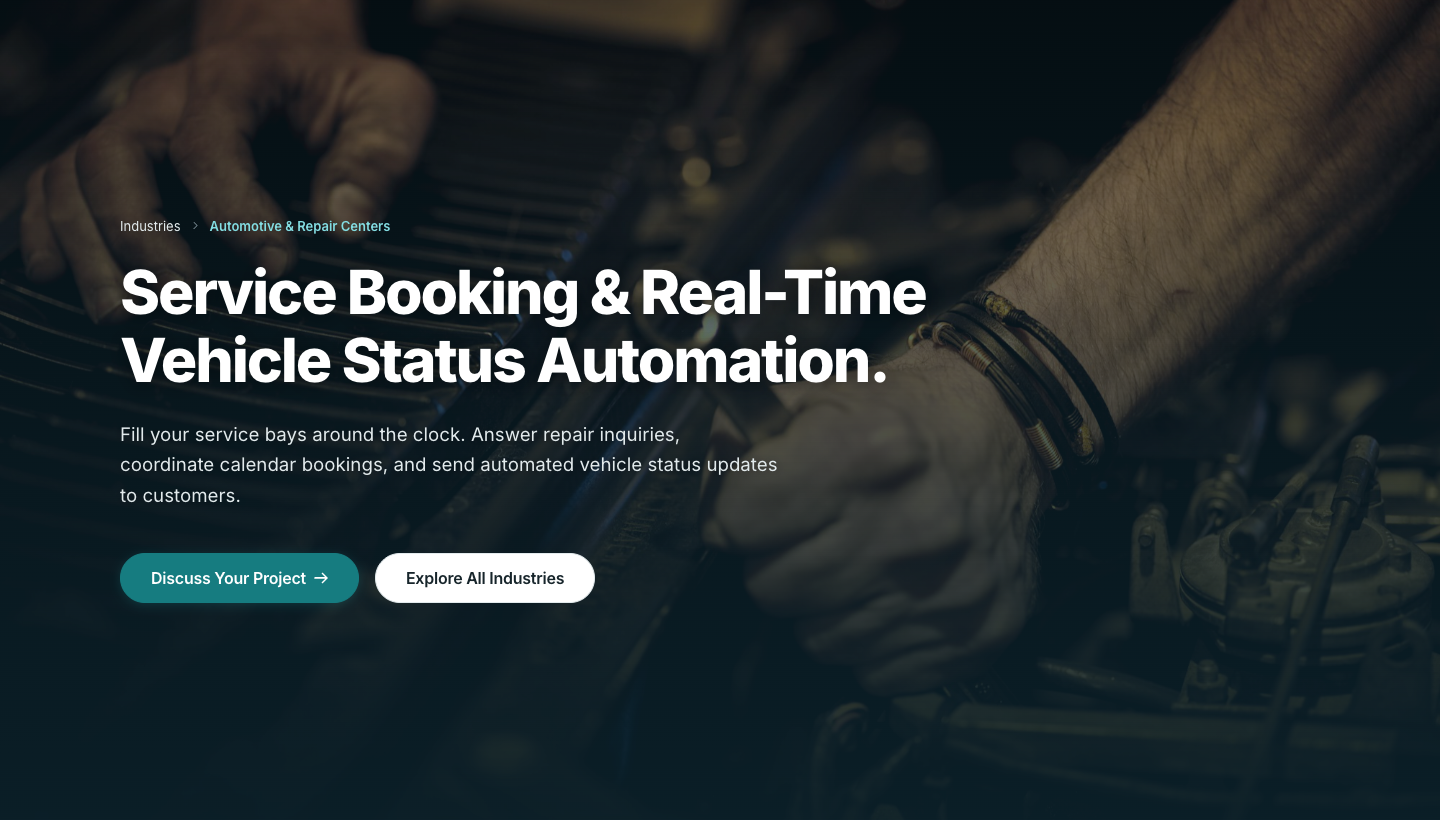 Industries > Automotive & Repair Centers
Service Booking & Real-Time
Vehicle Status Automation.
Fill your service bays around the clock. Answer repair inquiries,
coordinate calendar bookings, and send automated vehicle status updates
to customers.
Discuss Your Project →
Explore All Industries